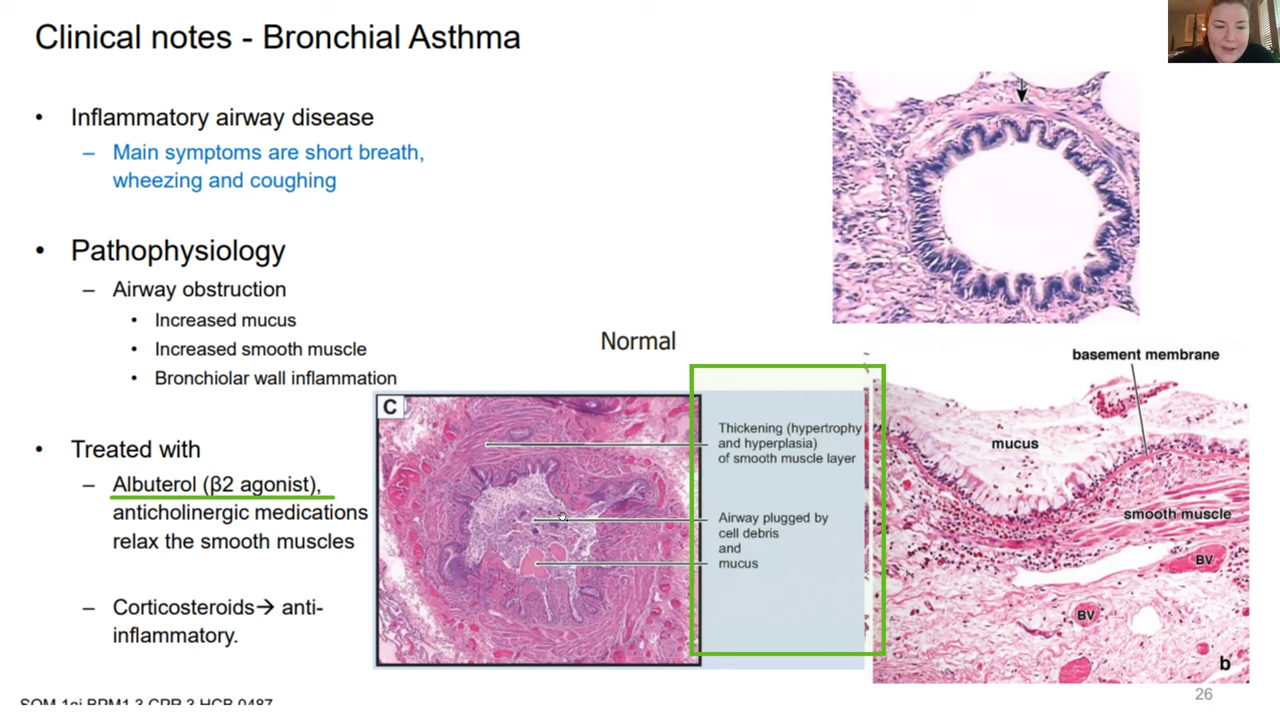 Clinical notes - Bronchial Asthma
• Inflammatory airway disease
– Main symptoms are short breath,
wheezing and coughing
• Pathophysiology
– Airway obstruction
• Increased mucus
• Increased smooth muscle
• Bronchiolar wall inflammation
• Treated with
– Albuterol (β2 agonist),
anticholinergic medications
relax the smooth muscles
– Corticosteroids→ anti-
inflammatory.
Normal
C
Thickening (hypertrophy
and hyperplasia)
of smooth muscle layer
Airway plugged by
cell debris
and
mucus
basement membrane
mucus
smooth muscle
BV
BV
b
26